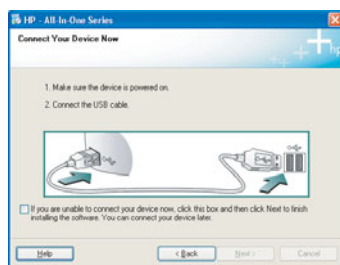 HP - All-In-One Series
Connect Your Device Now
hp
1. Make sure the device is powered on.
2. Connect the USB cable.
If you are unable to connect your device now, click this box and then click Next to finish
installing the software. You can connect your device later.
Help
< Back
Next >
Cancel